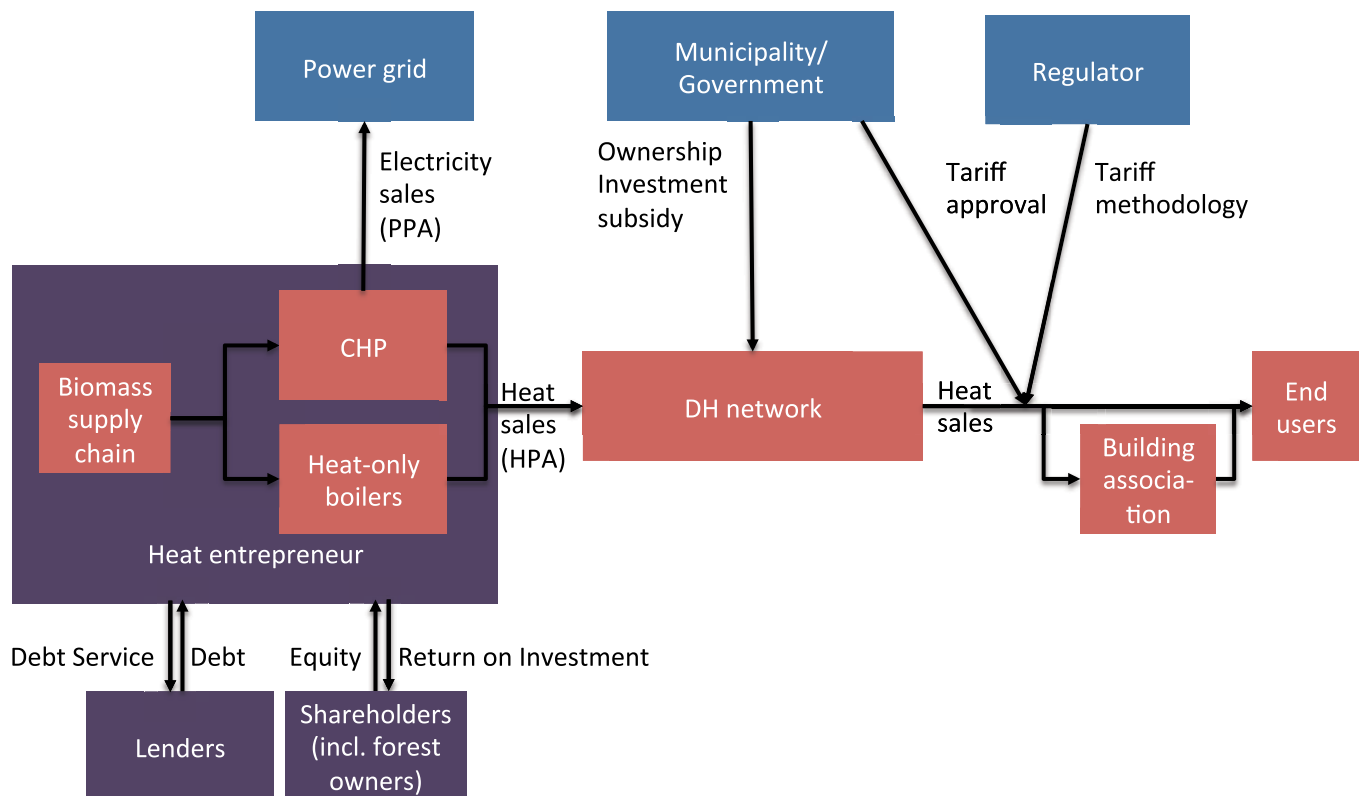 Power grid
Municipality/
Government
Regulator
Electricity
sales
(PPA)
Ownership
Investment
subsidy
Tariff
approval
Tariff
methodology
CHP
Biomass
supply
chain
Heat-only
boilers
Heat entrepreneur
Heat
sales
(HPA)
DH network
Heat
sales
End
users
Building
associa-
tion
Debt Service
Debt
Equity
Return on Investment
Lenders
Shareholders
(incl. forest
owners)